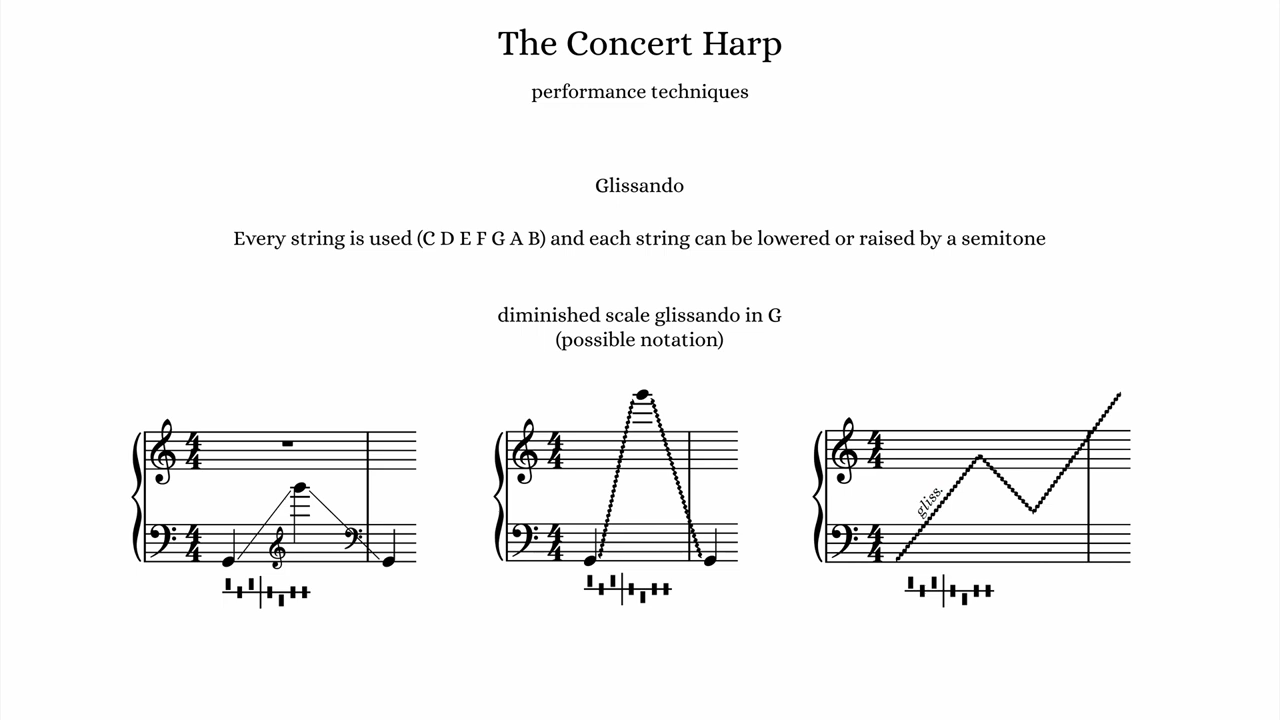 The Concert Harp
performance techniques
Glissando
Every string is used (C D E F G A B) and each string can be lowered or raised by a semitone
diminished scale glissando in G
(possible notation)
gliss.